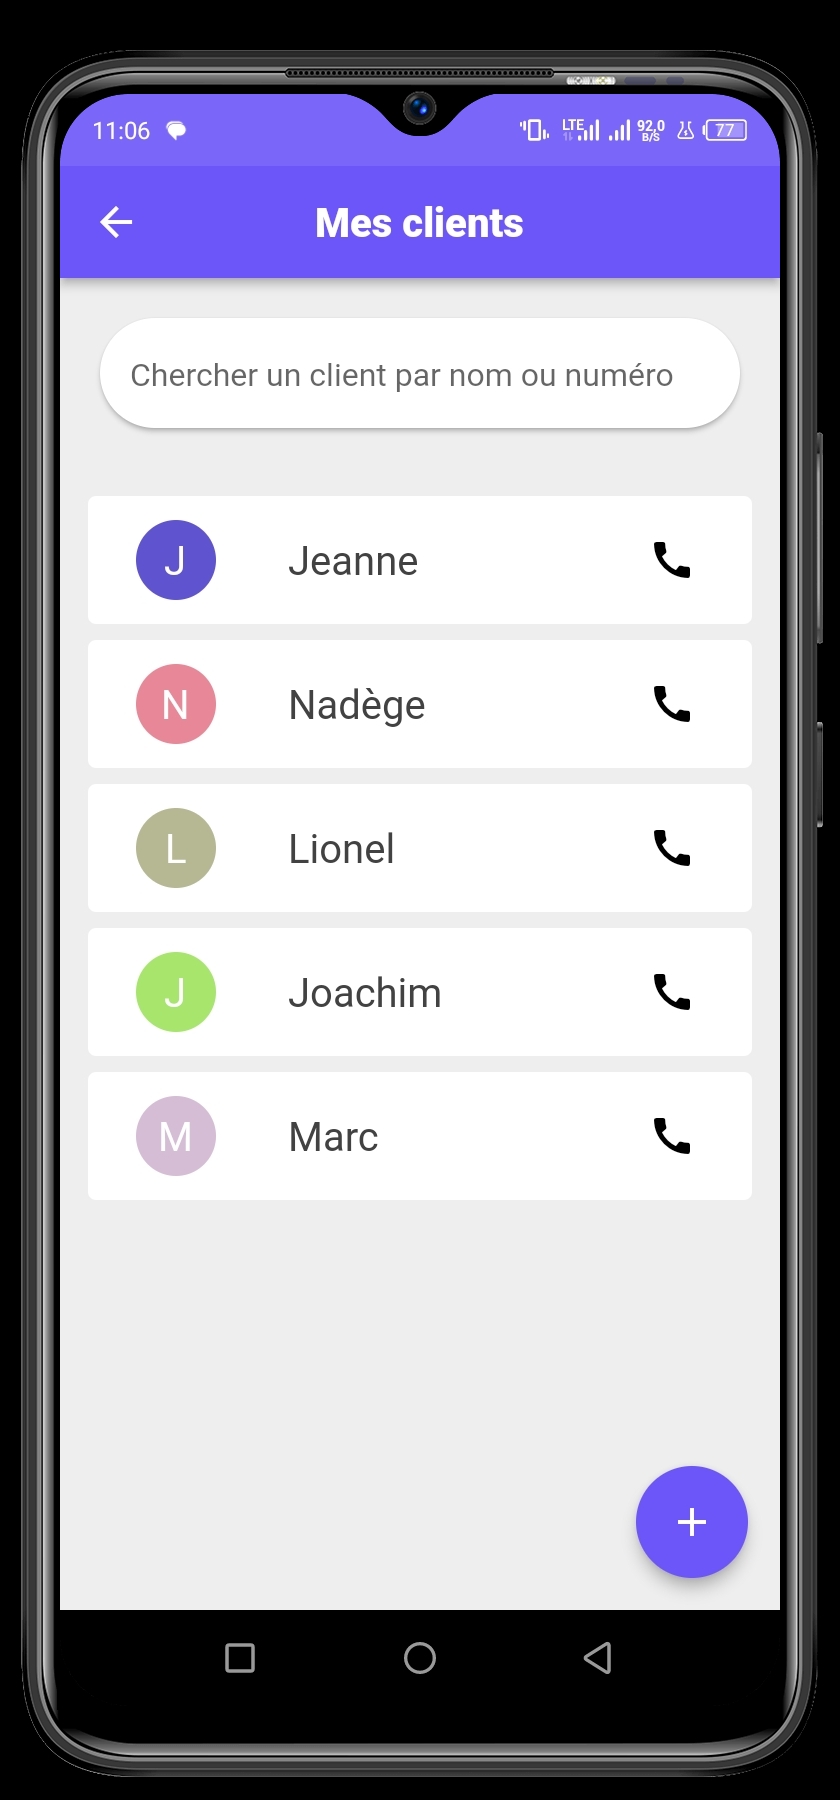 11:06 LTE 92,0 B/S 77
Mes clients
Chercher un client par nom ou numéro
J Jeanne
N Nadège
L Lionel
J Joachim
M Marc